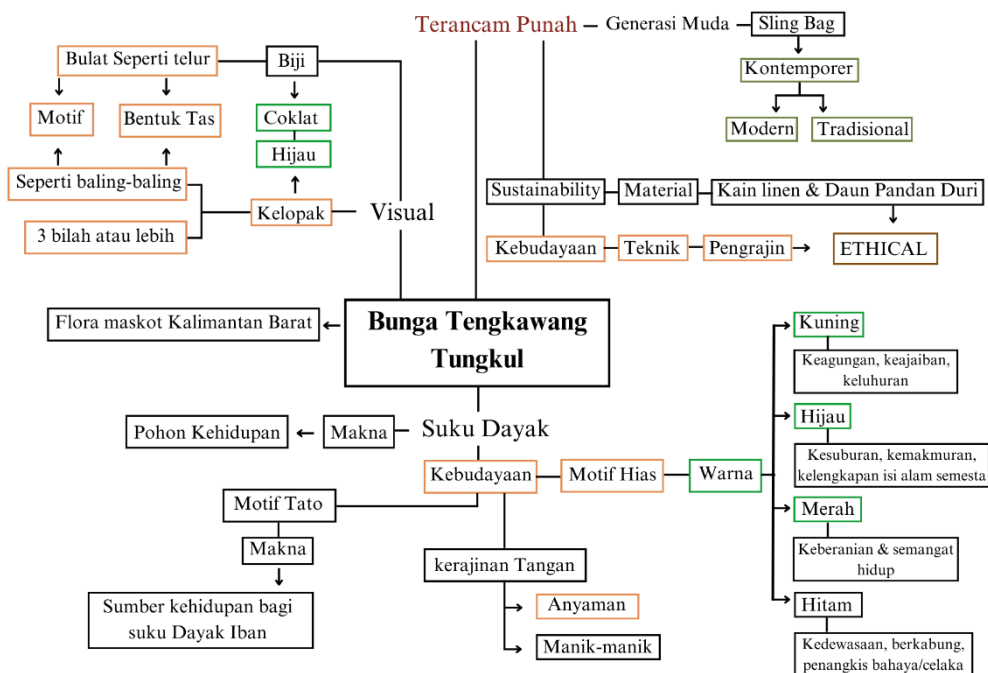 Terancam Punah
Generasi Muda
Sling Bag
Kontemporer
Modern
Tradisional
Bulat Seperti telur
Biji
Motif
Bentuk Tas
Coklat
Hijau
Seperti baling-baling
3 bilah atau lebih
Kelopak
Visual
Sustainability
Material
Kain linen & Daun Pandan Duri
Kebudayaan
Teknik
Pengrajin
ETHICAL
Flora maskot Kalimantan Barat
Bunga Tengkawang
Tungkul
Pohon Kehidupan
Makna
Suku Dayak
Kebudayaan
Motif Hias
Warna
Kuning
Keagungan, keajaiban,
keluhuran
Hijau
Kesuburan, kemakmuran,
kelengkapan isi alam semesta
Merah
Keberanian & semangat
hidup
Hitam
Kedewasaan, berkabung,
penangkis bahaya/celaka
Motif Tato
Makna
Sumber kehidupan bagi
suku Dayak Iban
kerajinan Tangan
Anyaman
Manik-manik